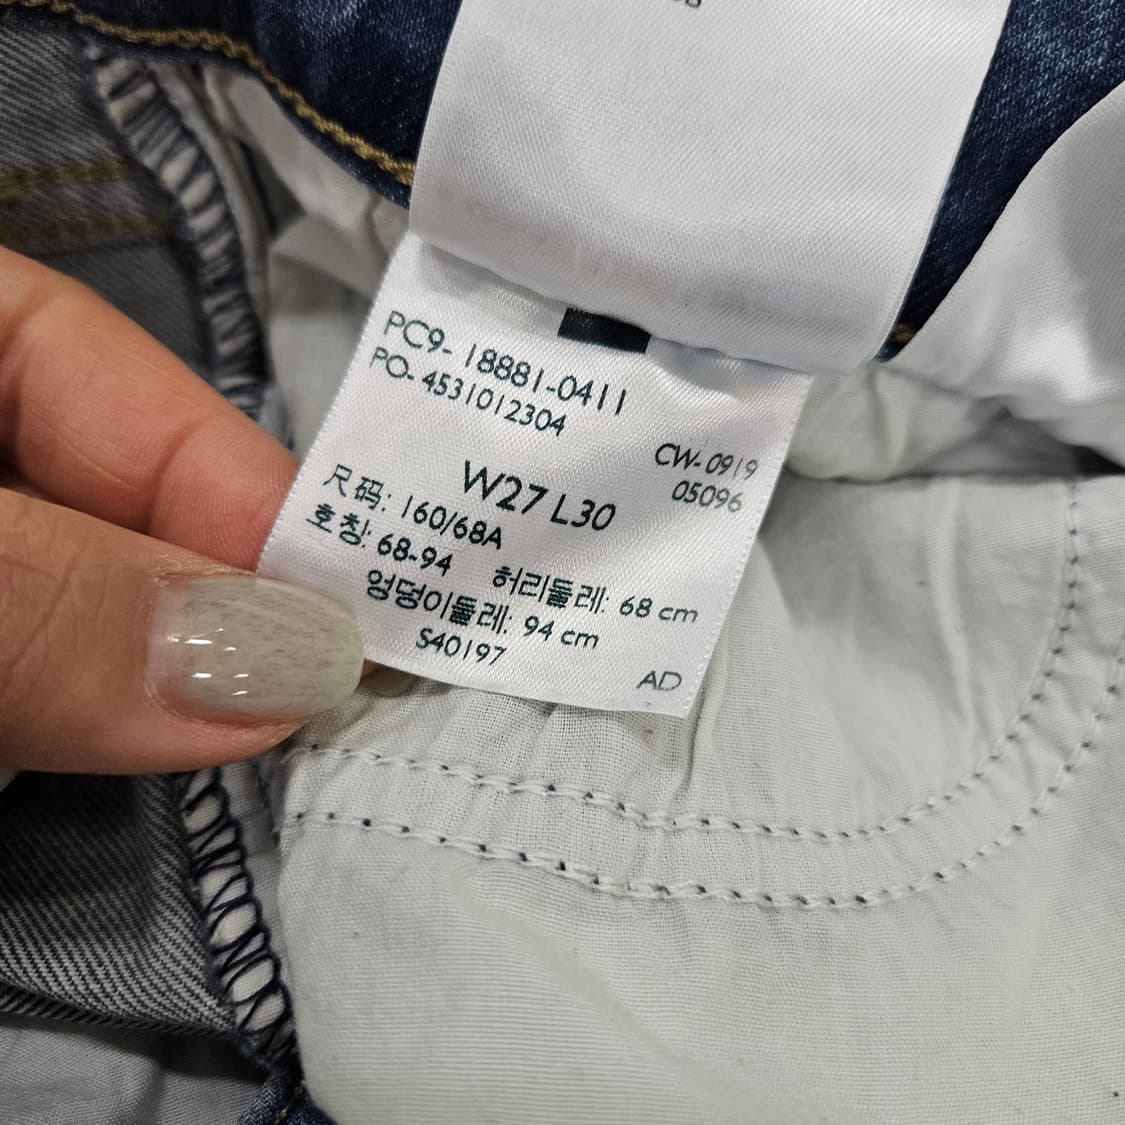 PC9- 18881-0411
PO- 4531012304
CW- 0919
05096
W27 L30
尺码: 160/68A
호칭: 68-94
허리둘레: 68 cm
엉덩이둘레: 94 cm
S40197
AD